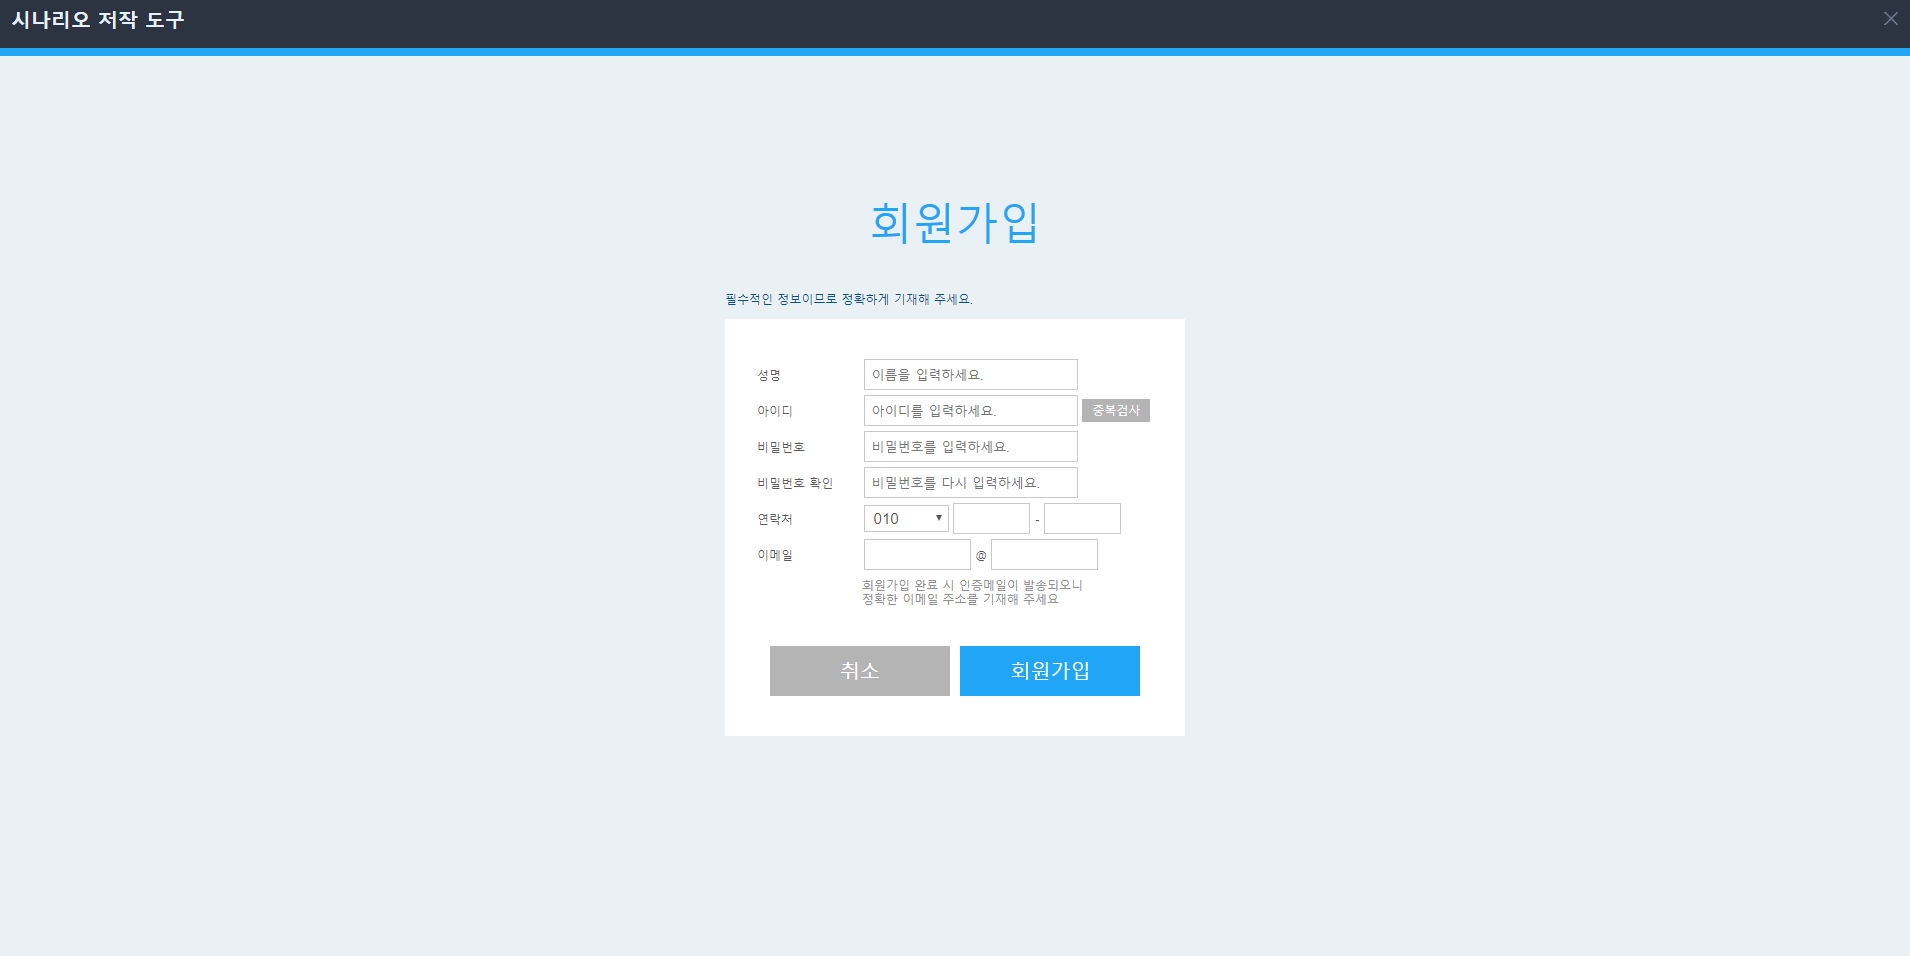 시나리오 저작 도구
회원가입
필수적인 정보이므로 정확하게 기재해 주세요.
성명 이름을 입력하세요.
아이디 아이디를 입력하세요. 중복검사
비밀번호 비밀번호를 입력하세요.
비밀번호 확인 비밀번호를 다시 입력하세요.
연락처 010 -
이메일 @
회원가입 완료 시 인증메일이 발송되오니
정확한 이메일 주소를 기재해 주세요
취소 회원가입